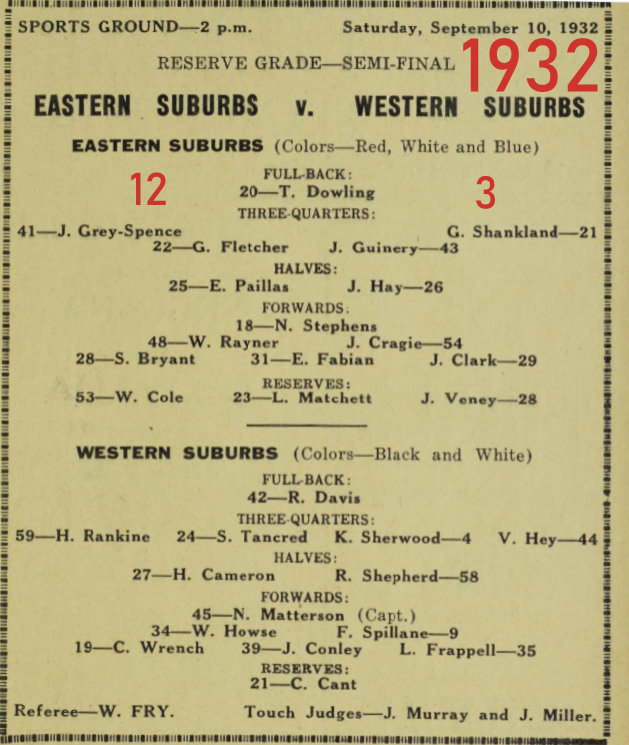 SPORTS GROUND—2 p.m. Saturday, September 10, 1932
RESERVE GRADE—SEMI-FINAL 1932
EASTERN SUBURBS v. WESTERN SUBURBS
EASTERN SUBURBS (Colors—Red, White and Blue)
FULL-BACK:
12 3
20—T. Dowling
THREE-QUARTERS:
41—J. Grey-Spence G. Shankland—21
22—G. Fletcher J. Guinery—43
HALVES:
25—E. Paillas J. Hay—26
FORWARDS:
18—N. Stephens
48—W. Rayner J. Cragie—54
28—S. Bryant 31—E. Fabian J. Clark—29
RESERVES:
53—W. Cole 23—L. Matchett J. Veney—28
WESTERN SUBURBS (Colors—Black and White)
FULL-BACK:
42—R. Davis
THREE-QUARTERS:
59—H. Rankine 24—S. Tancred K. Sherwood—4 V. Hey—44
HALVES:
27—H. Cameron R. Shepherd—58
FORWARDS:
45—N. Matterson (Capt.)
34—W. Howse F. Spillane—9
19—C. Wrench 39—J. Conley L. Frappell—35
RESERVES:
21—C. Cant
Referee—W. FRY. Touch Judges—J. Murray and J. Miller.